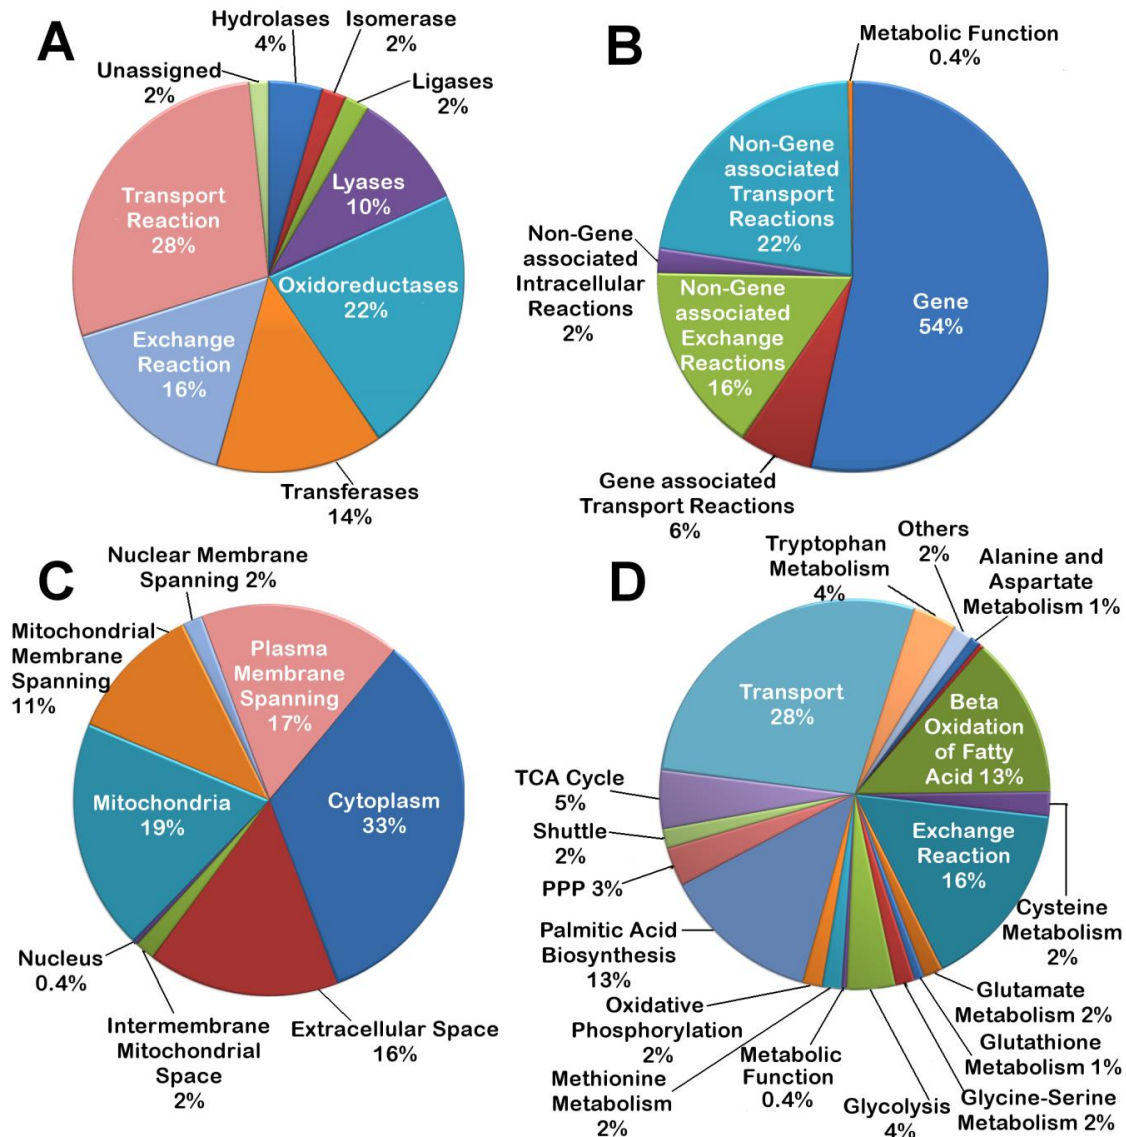 A
Hydrolases
4%
Isomerase
2%
Ligases
2%
Unassigned
2%
Lyases
10%
Transport
Reaction
28%
Oxidoreductases
22%
Exchange
Reaction
16%
Transferases
14%
B
Metabolic Function
0.4%
Non-Gene
associated
Transport
Reactions
22%
Non-Gene
associated
Intracellular
Reactions
2%
Gene
54%
Non-Gene
associated
Exchange
Reactions
16%
Gene associated
Transport Reactions
6%
C
Nuclear Membrane
Spanning 2%
Mitochondrial
Membrane
Spanning
11%
Plasma
Membrane
Spanning
17%
Cytoplasm
33%
Mitochondria
19%
Nucleus
0.4%
Intermembrane
Mitochondrial
Space
2%
Extracellular Space
16%
D
Tryptophan
Metabolism
4%
Others
2%
Alanine and
Aspartate
Metabolism 1%
Transport
28%
Beta
Oxidation
of Fatty
Acid 13%
TCA Cycle
5%
Shuttle
2%
PPP 3%
Exchange
Reaction
16%
Palmitic Acid
Biosynthesis
13%
Cysteine
Metabolism
2%
Oxidative
Phosphorylation
2%
Methionine
Metabolism
2%
Metabolic
Function
0.4%
Glycolysis
4%
Glutamate
Metabolism 2%
Glutathione
Metabolism 1%
Glycine-Serine
Metabolism 2%